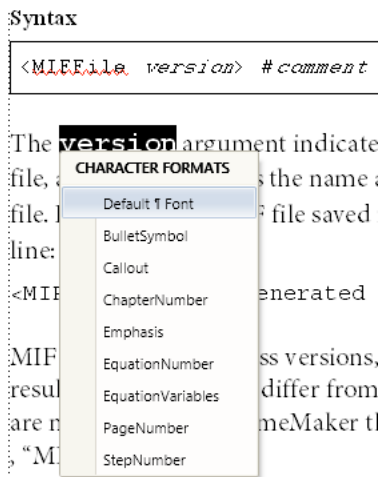 Syntax
<MIFFile version> #comment
The version argument indicate
file, s the name a
file. F file saved
line:
<MIF enerated
MIF ss versions,
resul differ from
are n meMaker th
, “MI
CHARACTER FORMATS
Default ¶ Font
BulletSymbol
Callout
ChapterNumber
Emphasis
EquationNumber
EquationVariables
PageNumber
StepNumber